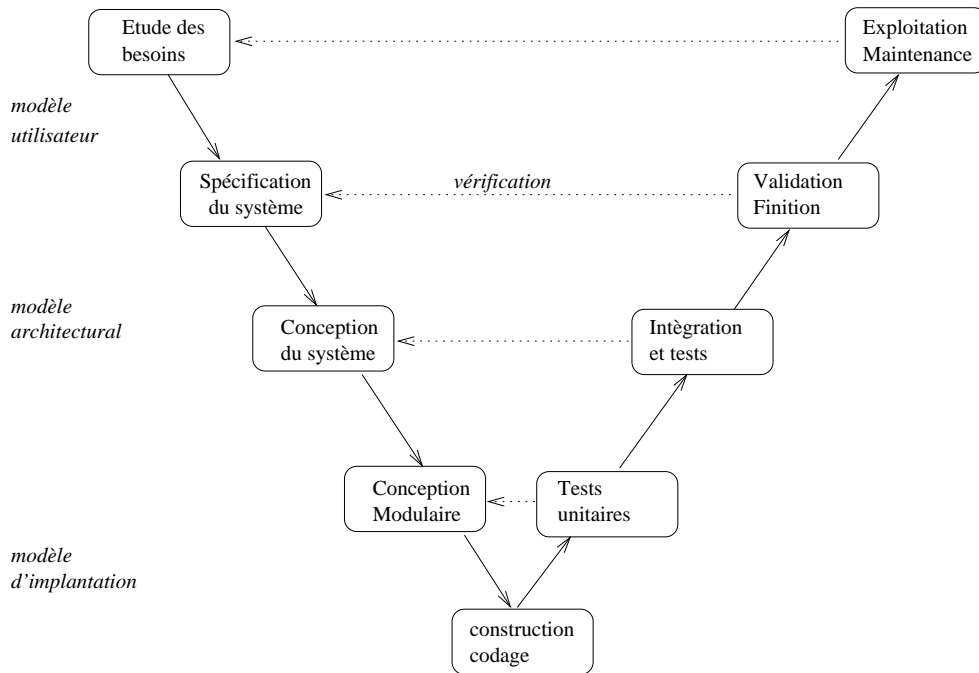 Etude des
besoins
Exploitation
Maintenance
modèle
utilisateur
Spécification
du système
vérification
Validation
Finition
modèle
architectural
Conception
du système
Intègration
et tests
Conception
Modulaire
Tests
unitaires
modèle
d'implantation
construction
codage